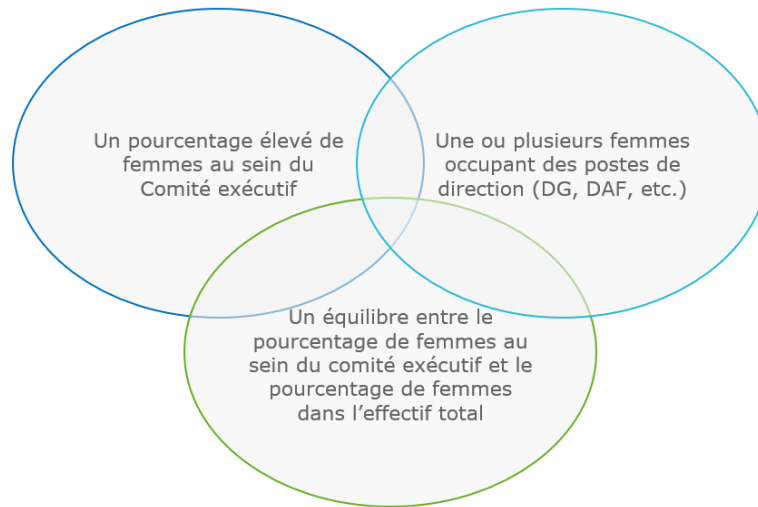 Un pourcentage élevé de
femmes au sein du
Comité exécutif
Une ou plusieurs femmes
occupant des postes de
direction (DG, DAF, etc.)
Un équilibre entre le
pourcentage de femmes au
sein du comité exécutif et le
pourcentage de femmes
dans l’effectif total